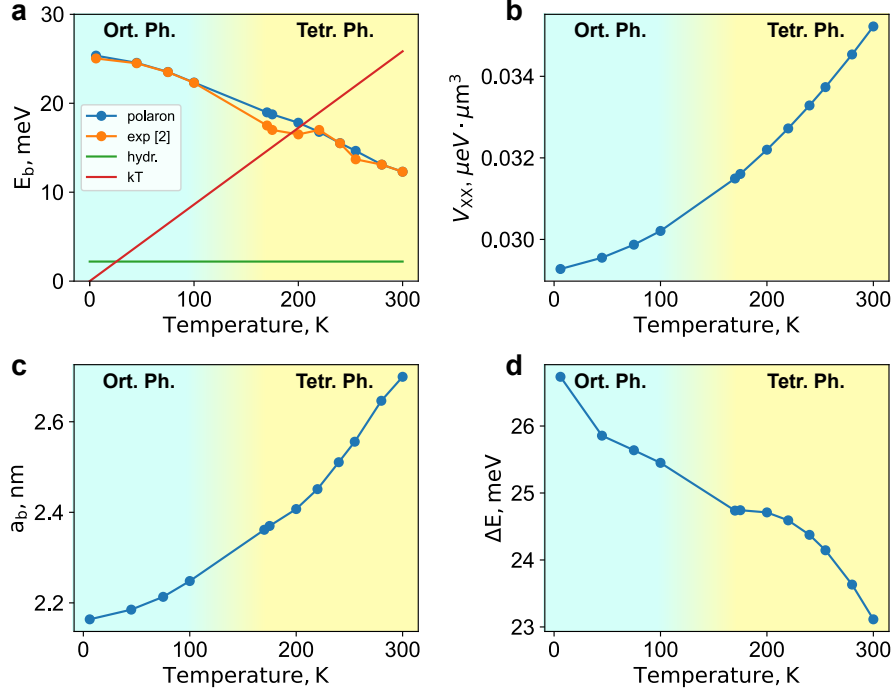 a
Ort. Ph.
Tetr. Ph.
30
20
10
0
E_b, meV
polaron
exp [2]
hydr.
kT
0
100
200
300
Temperature, K
b
Ort. Ph.
Tetr. Ph.
0.034
0.032
0.030
V_XX, μeV · μm³
0
100
200
300
Temperature, K
c
Ort. Ph.
Tetr. Ph.
2.6
2.4
2.2
a_b, nm
0
100
200
300
Temperature, K
d
Ort. Ph.
Tetr. Ph.
26
25
24
23
ΔE, meV
0
100
200
300
Temperature, K